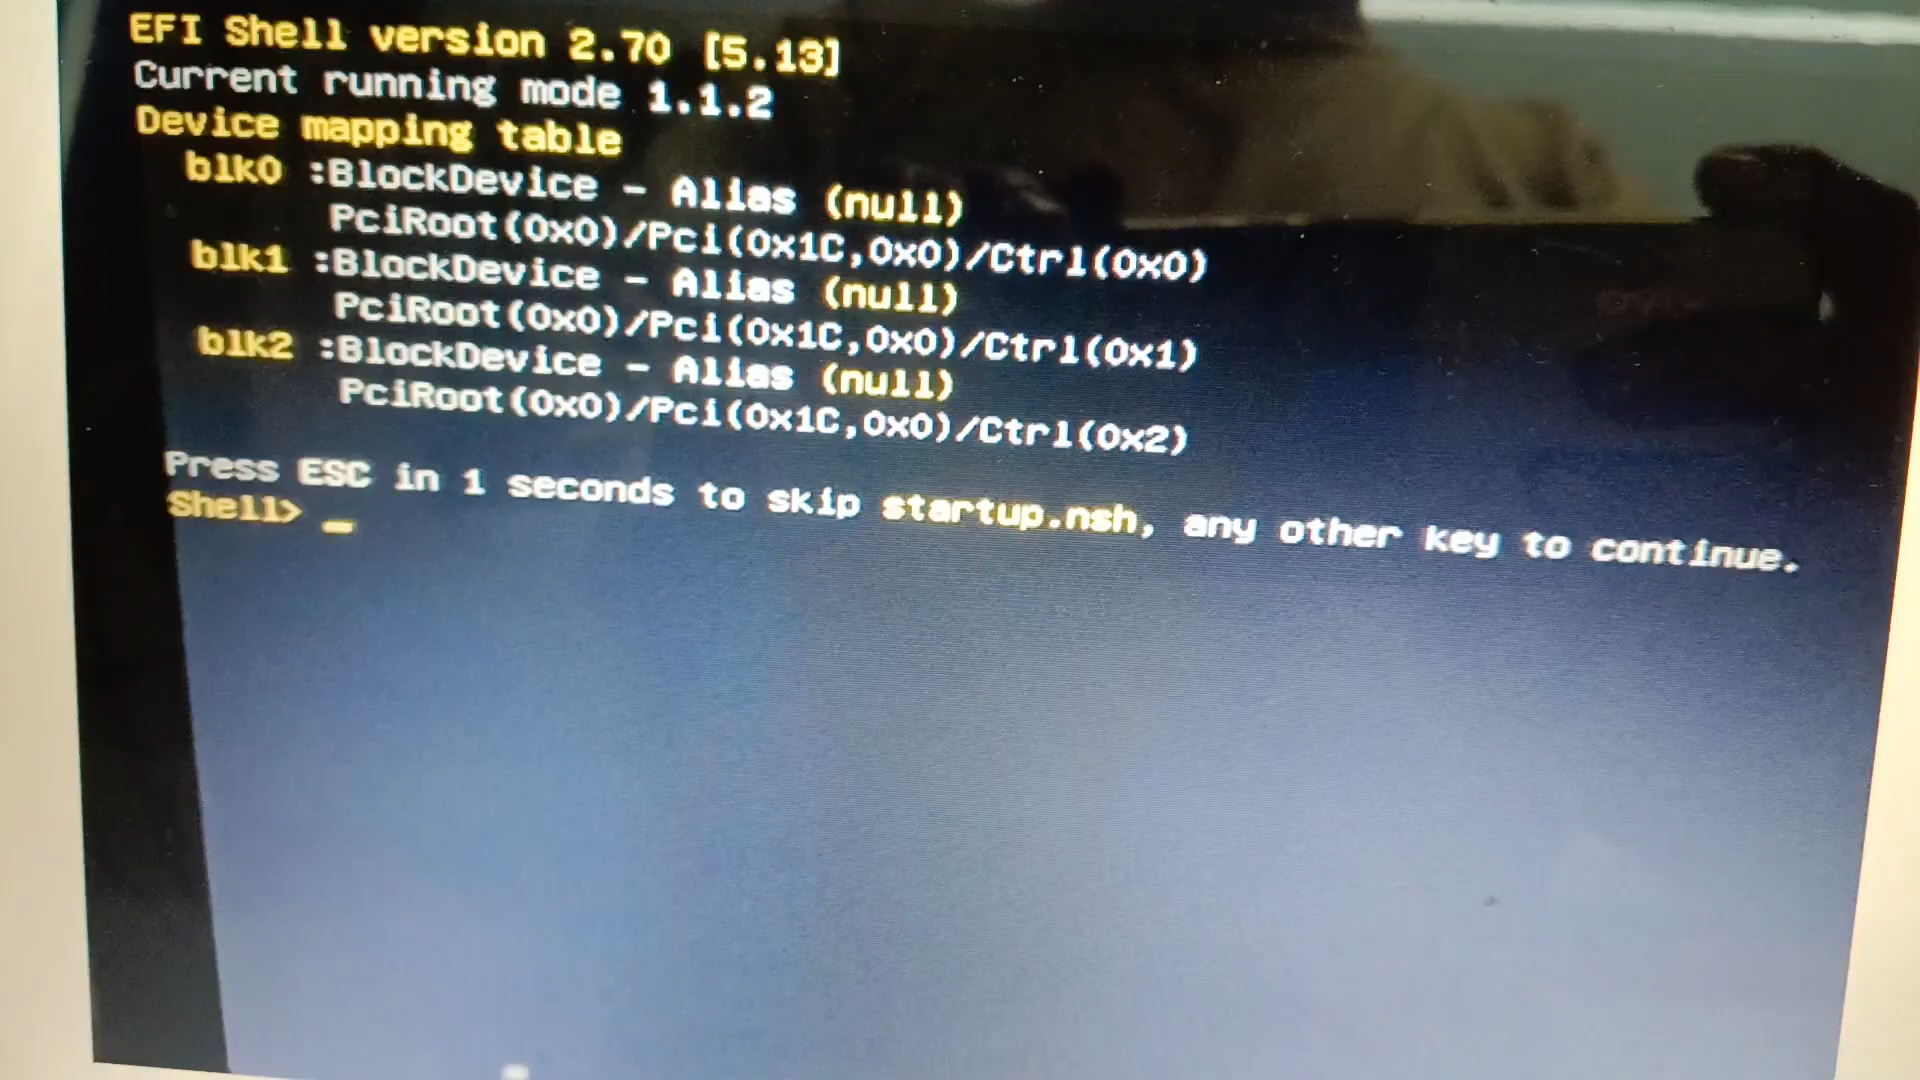 EFI Shell version 2.70 [5.13]
Current running mode 1.1.2
Device mapping table
blk0 :BlockDevice - Alias (null)
PciRoot(0x0)/Pci(0x1C,0x0)/Ctrl(0x0)
blk1 :BlockDevice - Alias (null)
PciRoot(0x0)/Pci(0x1C,0x0)/Ctrl(0x1)
blk2 :BlockDevice - Alias (null)
PciRoot(0x0)/Pci(0x1C,0x0)/Ctrl(0x2)
Press ESC in 1 seconds to skip startup.nsh, any other key to continue.
Shell> _